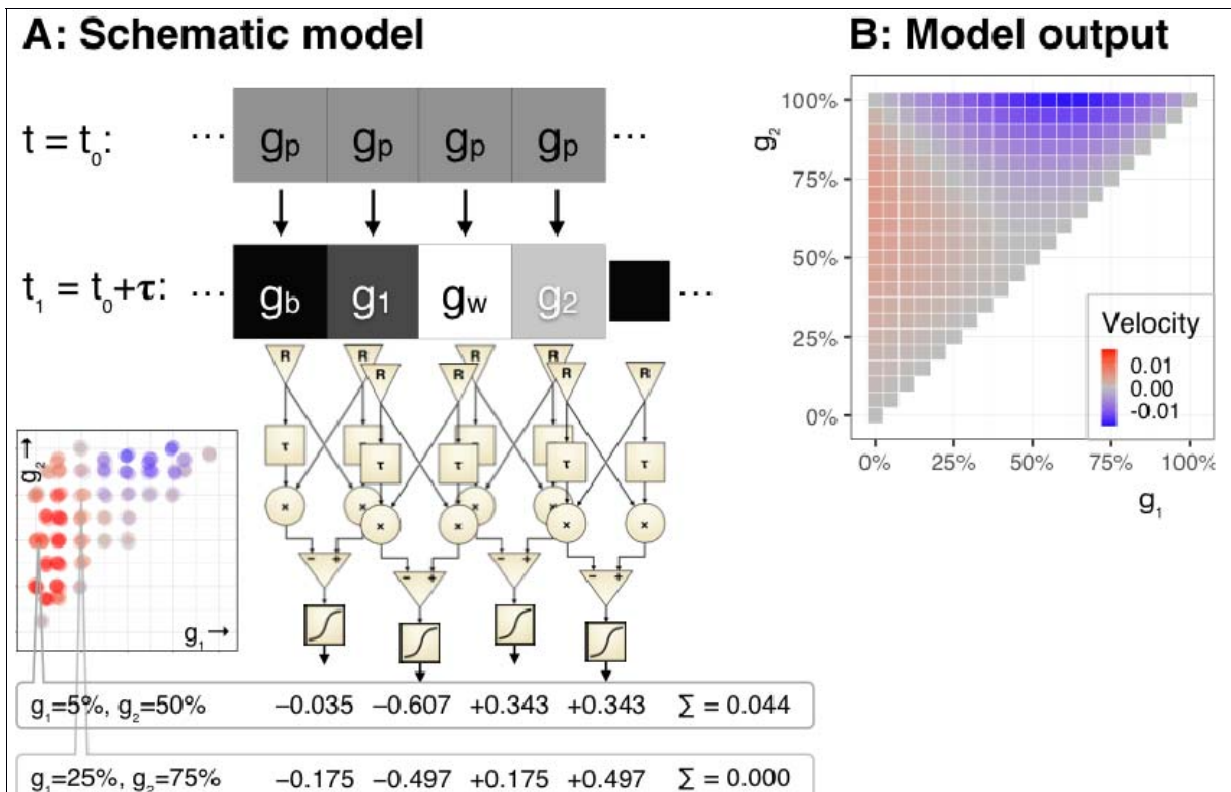 A: Schematic model
t = t₀:
... gₚ gₚ gₚ gₚ ...
t₁ = t₀+τ:
... g_b g₁ g_w g₂ ...
R R R R R R R R
τ τ τ τ τ τ τ τ
× × × × × × × ×
− + − + − + − +
g₂→
g₁→
g₁=5%, g₂=50% −0.035 −0.607 +0.343 +0.343 Σ = 0.044
g₁=25%, g₂=75% −0.175 −0.497 +0.175 +0.497 Σ = 0.000
B: Model output
g₂
100%
75%
50%
25%
0%
0% 25% 50% 75% 100%
g₁
Velocity
0.01
0.00
-0.01